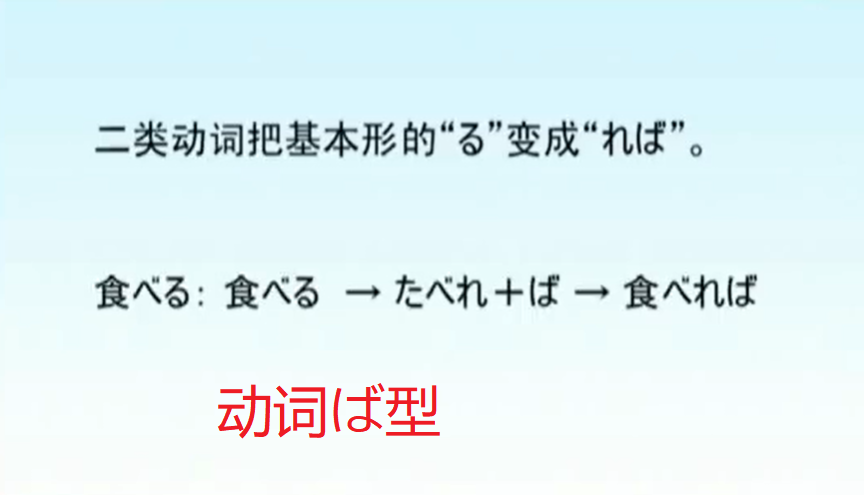 二类动词把基本形的“る”变成“れば”。
食べる：食べる → たべれ＋ば → 食べれば
动词ば型